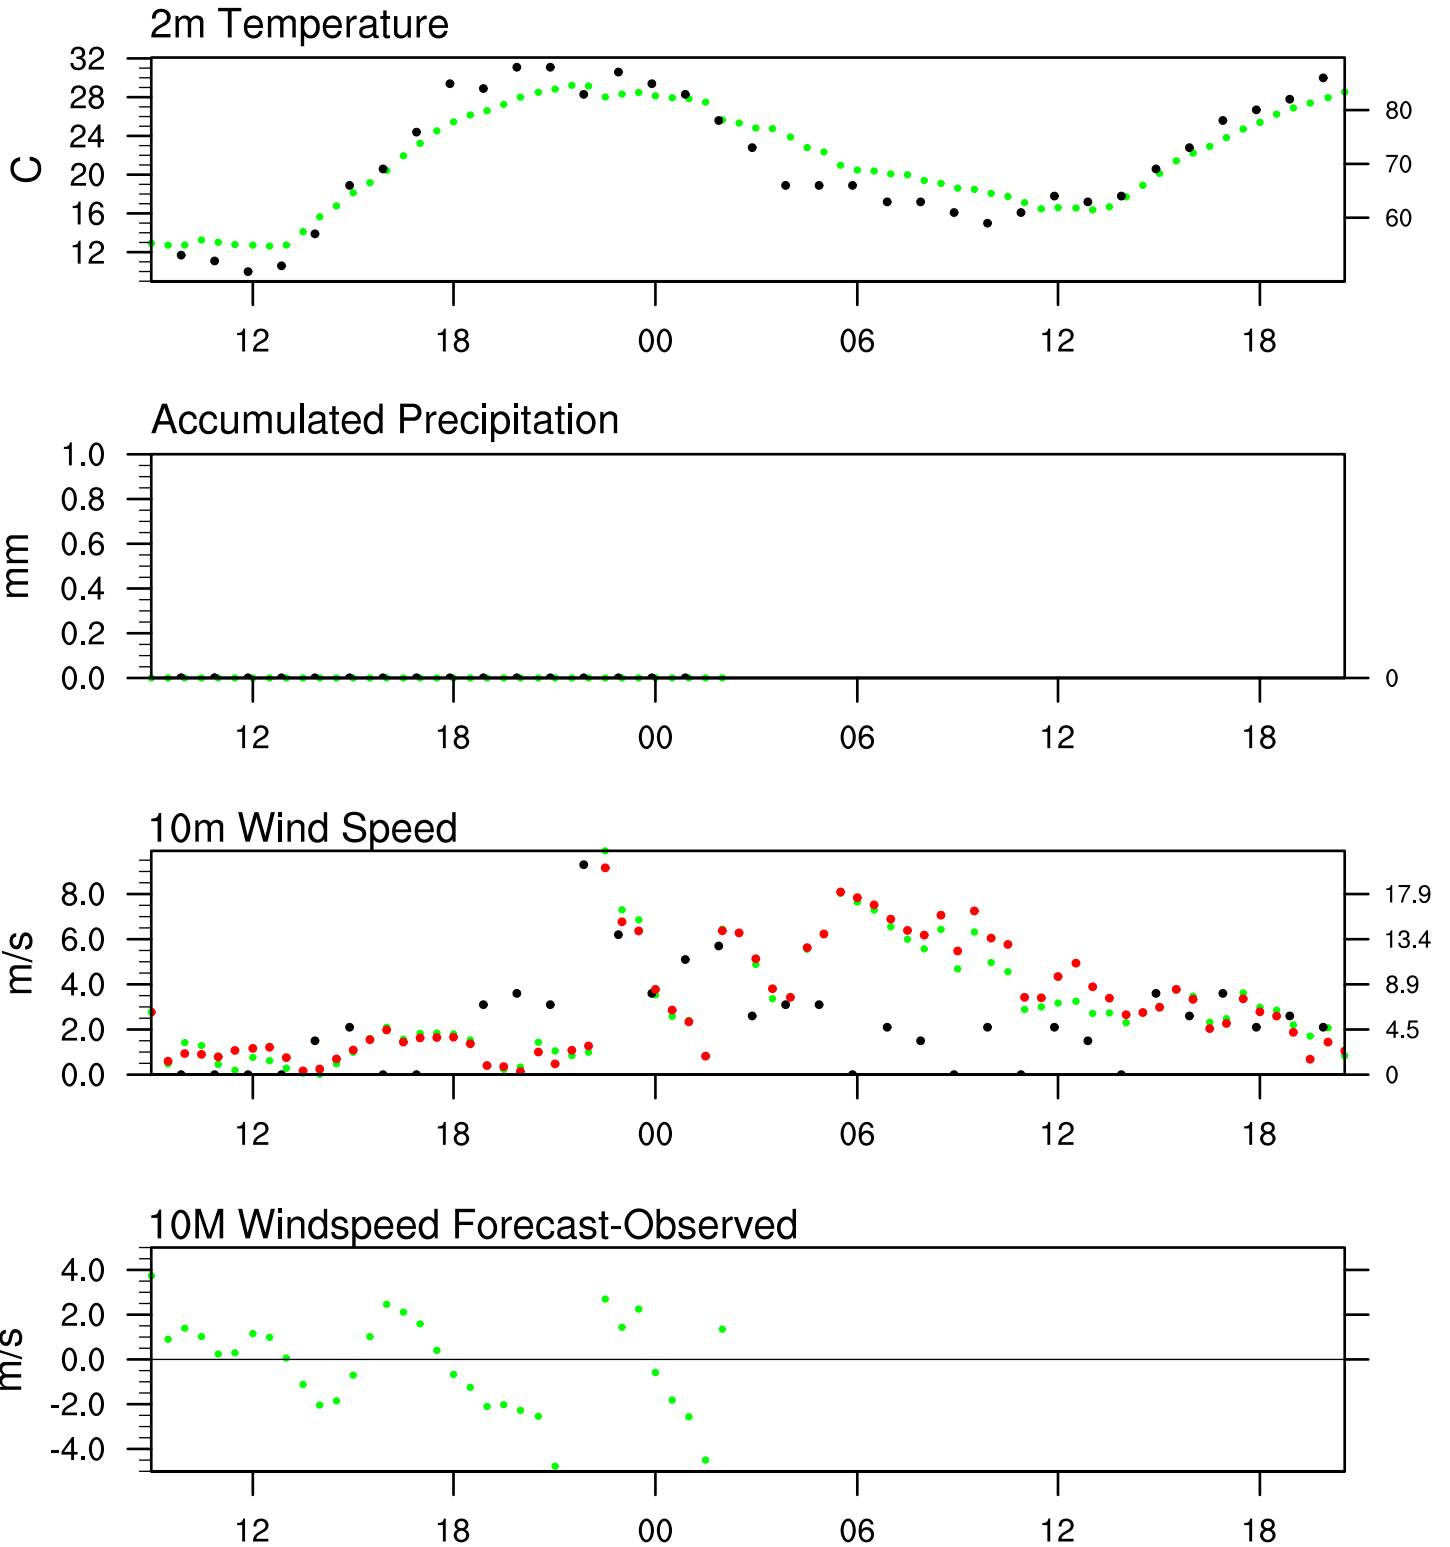 2m Temperature
32
28
24
20
16
12
C
80
70
60
12 18 00 06 12 18
Accumulated Precipitation
1.0
0.8
0.6
0.4
0.2
0.0
mm
0
12 18 00 06 12 18
10m Wind Speed
8.0
6.0
4.0
2.0
0.0
m/s
17.9
13.4
8.9
4.5
0
12 18 00 06 12 18
10M Windspeed Forecast-Observed
4.0
2.0
0.0
-2.0
-4.0
m/s
12 18 00 06 12 18